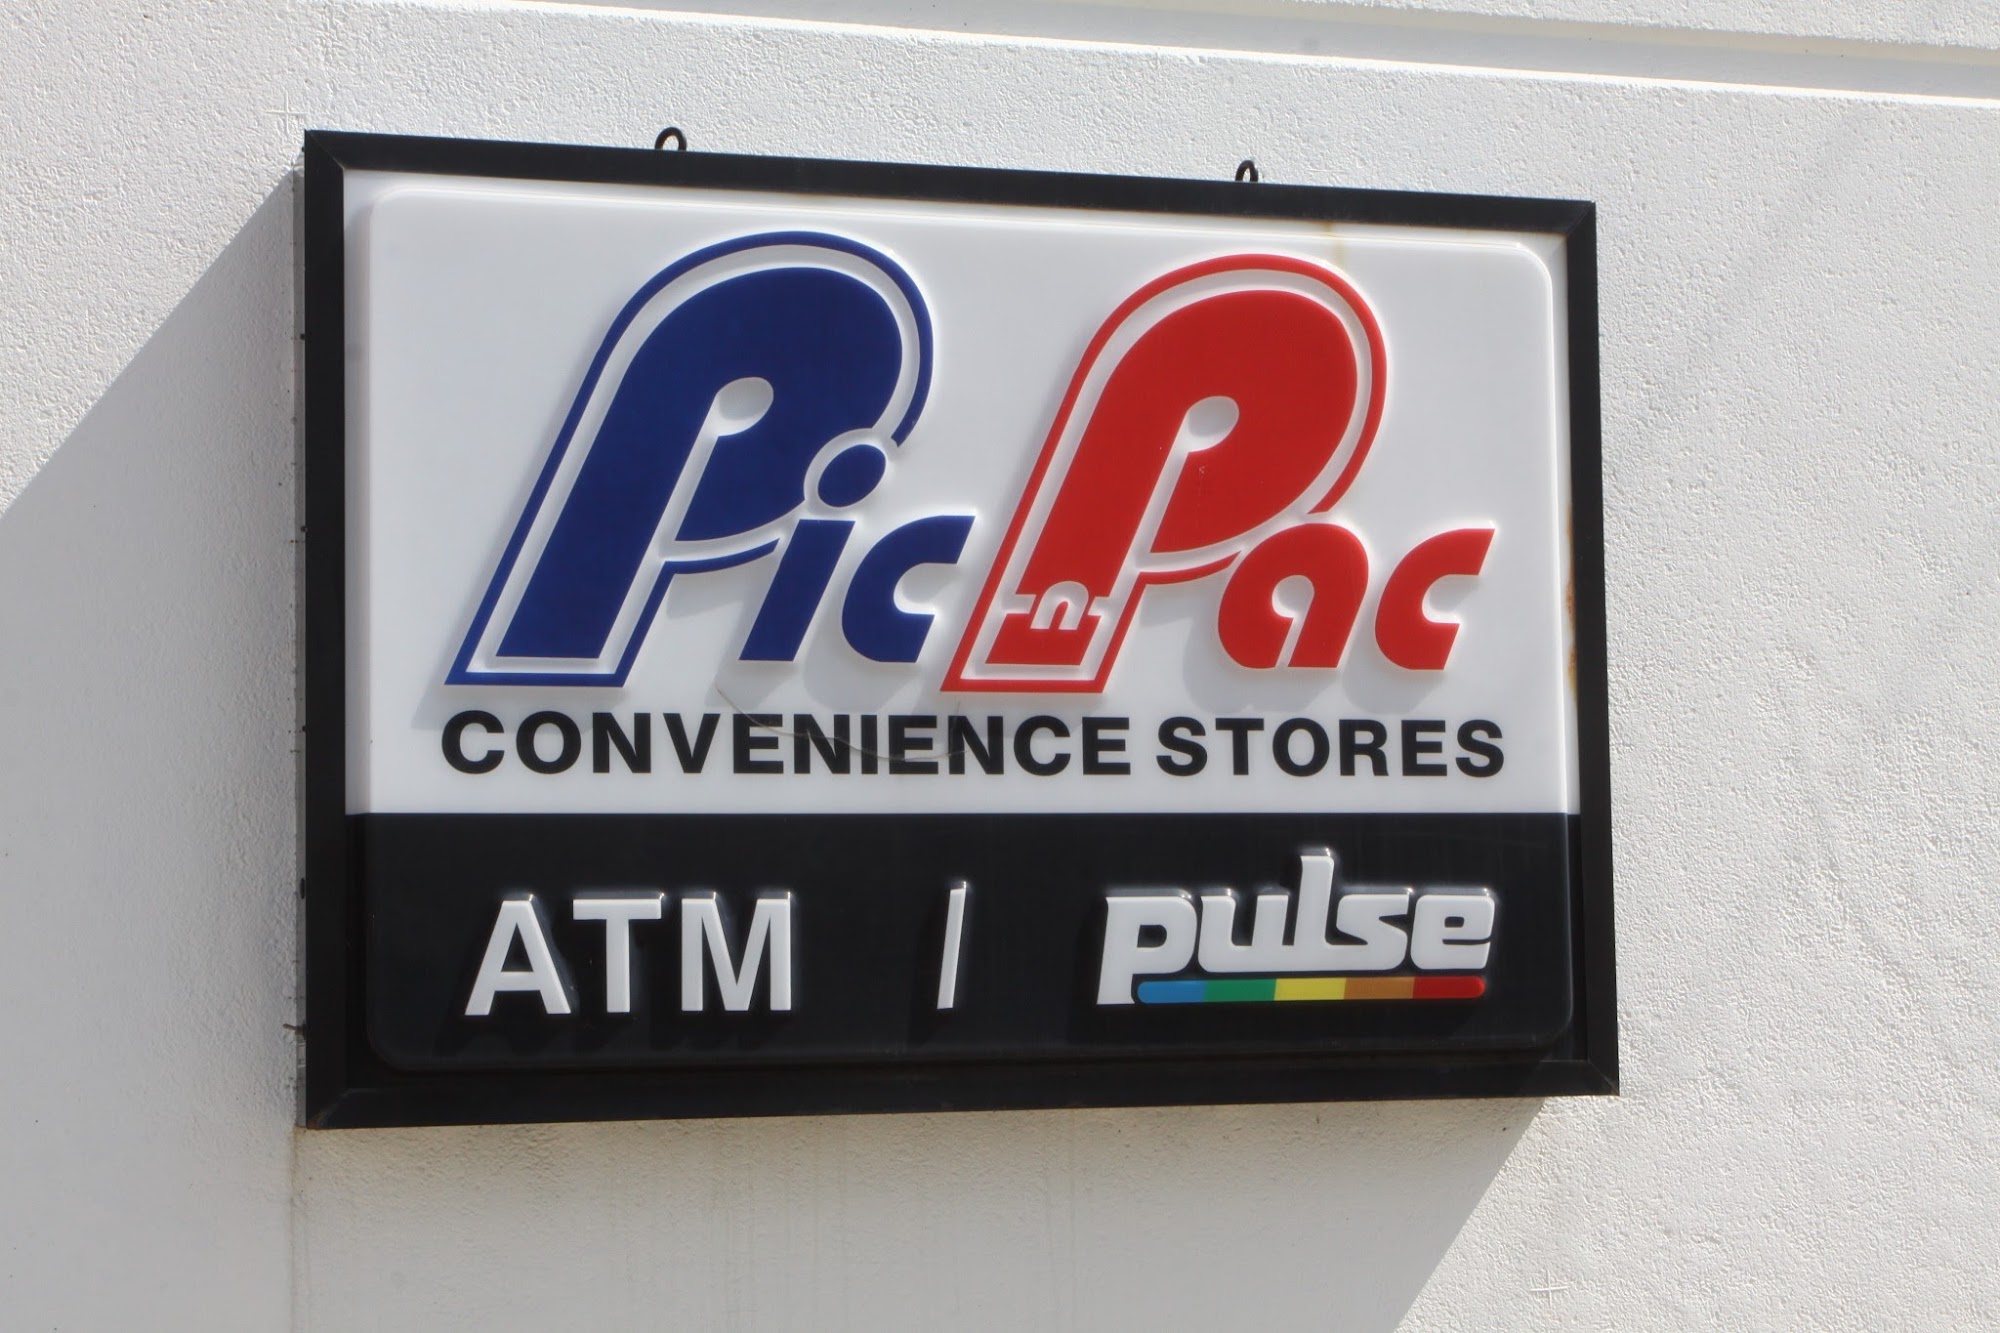 Pic n Pac
CONVENIENCE STORES
ATM | pulse